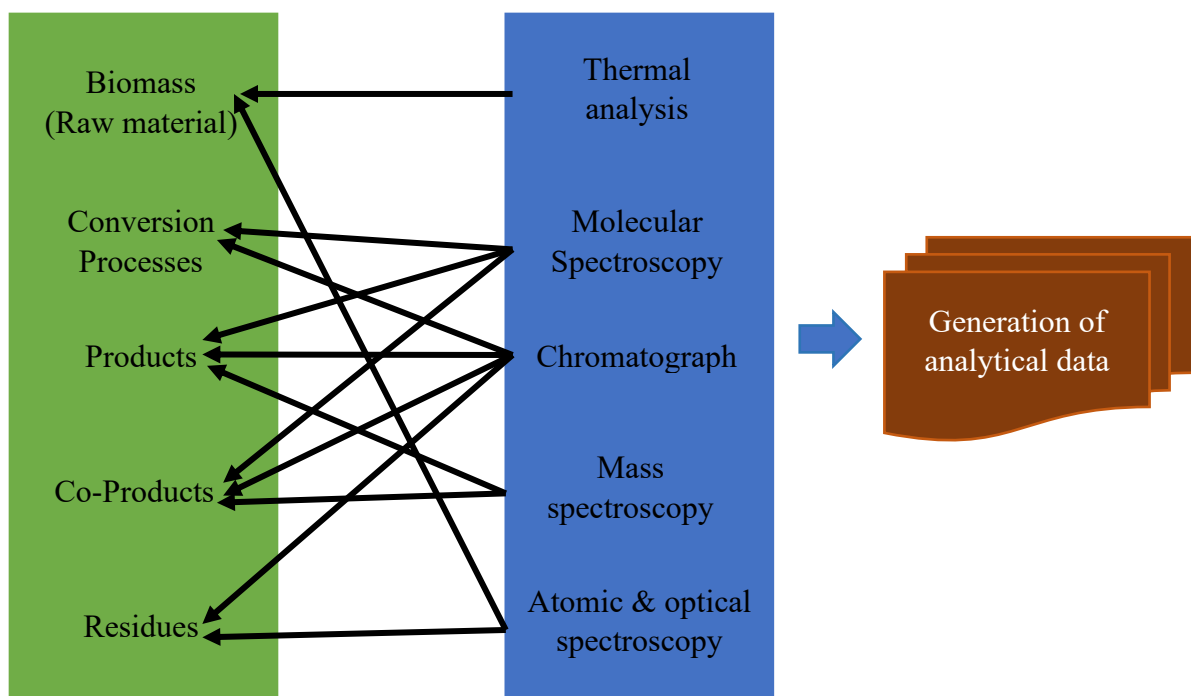 Biomass
(Raw material)
Conversion
Processes
Products
Co-Products
Residues
Thermal
analysis
Molecular
Spectroscopy
Chromatograph
Mass
spectroscopy
Atomic & optical
spectroscopy
Generation of
analytical data